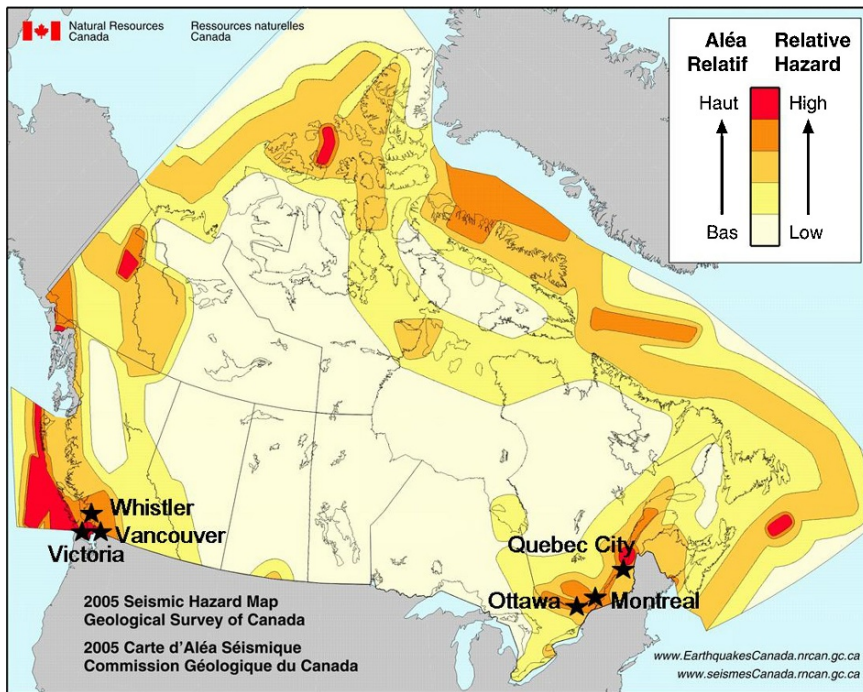 Natural Resources Canada
Ressources naturelles Canada
Aléa Relatif
Relative Hazard
Haut
High
Bas
Low
Whistler
Vancouver
Victoria
Quebec City
Ottawa
Montreal
2005 Seismic Hazard Map
Geological Survey of Canada
2005 Carte d'Aléa Séismique
Commission Géologique du Canada
www.EarthquakesCanada.nrcan.gc.ca
www.seismesCanada.rncan.gc.ca